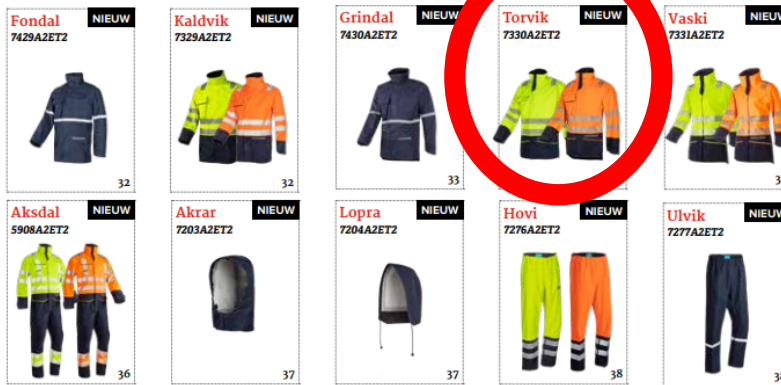 Fondal NIEUW
7429A2ET2
32
Kaldvik NIEUW
7329A2ET2
32
Grindal NIEUW
7430A2ET2
33
Torvik NIEUW
7330A2ET2
Vaski NIEUW
7331A2ET2
Aksdal NIEUW
5908A2ET2
36
Akrar NIEUW
7203A2ET2
37
Lopra NIEUW
7204A2ET2
37
Hovi NIEUW
7276A2ET2
38
Ulvik NIEUW
7277A2ET2